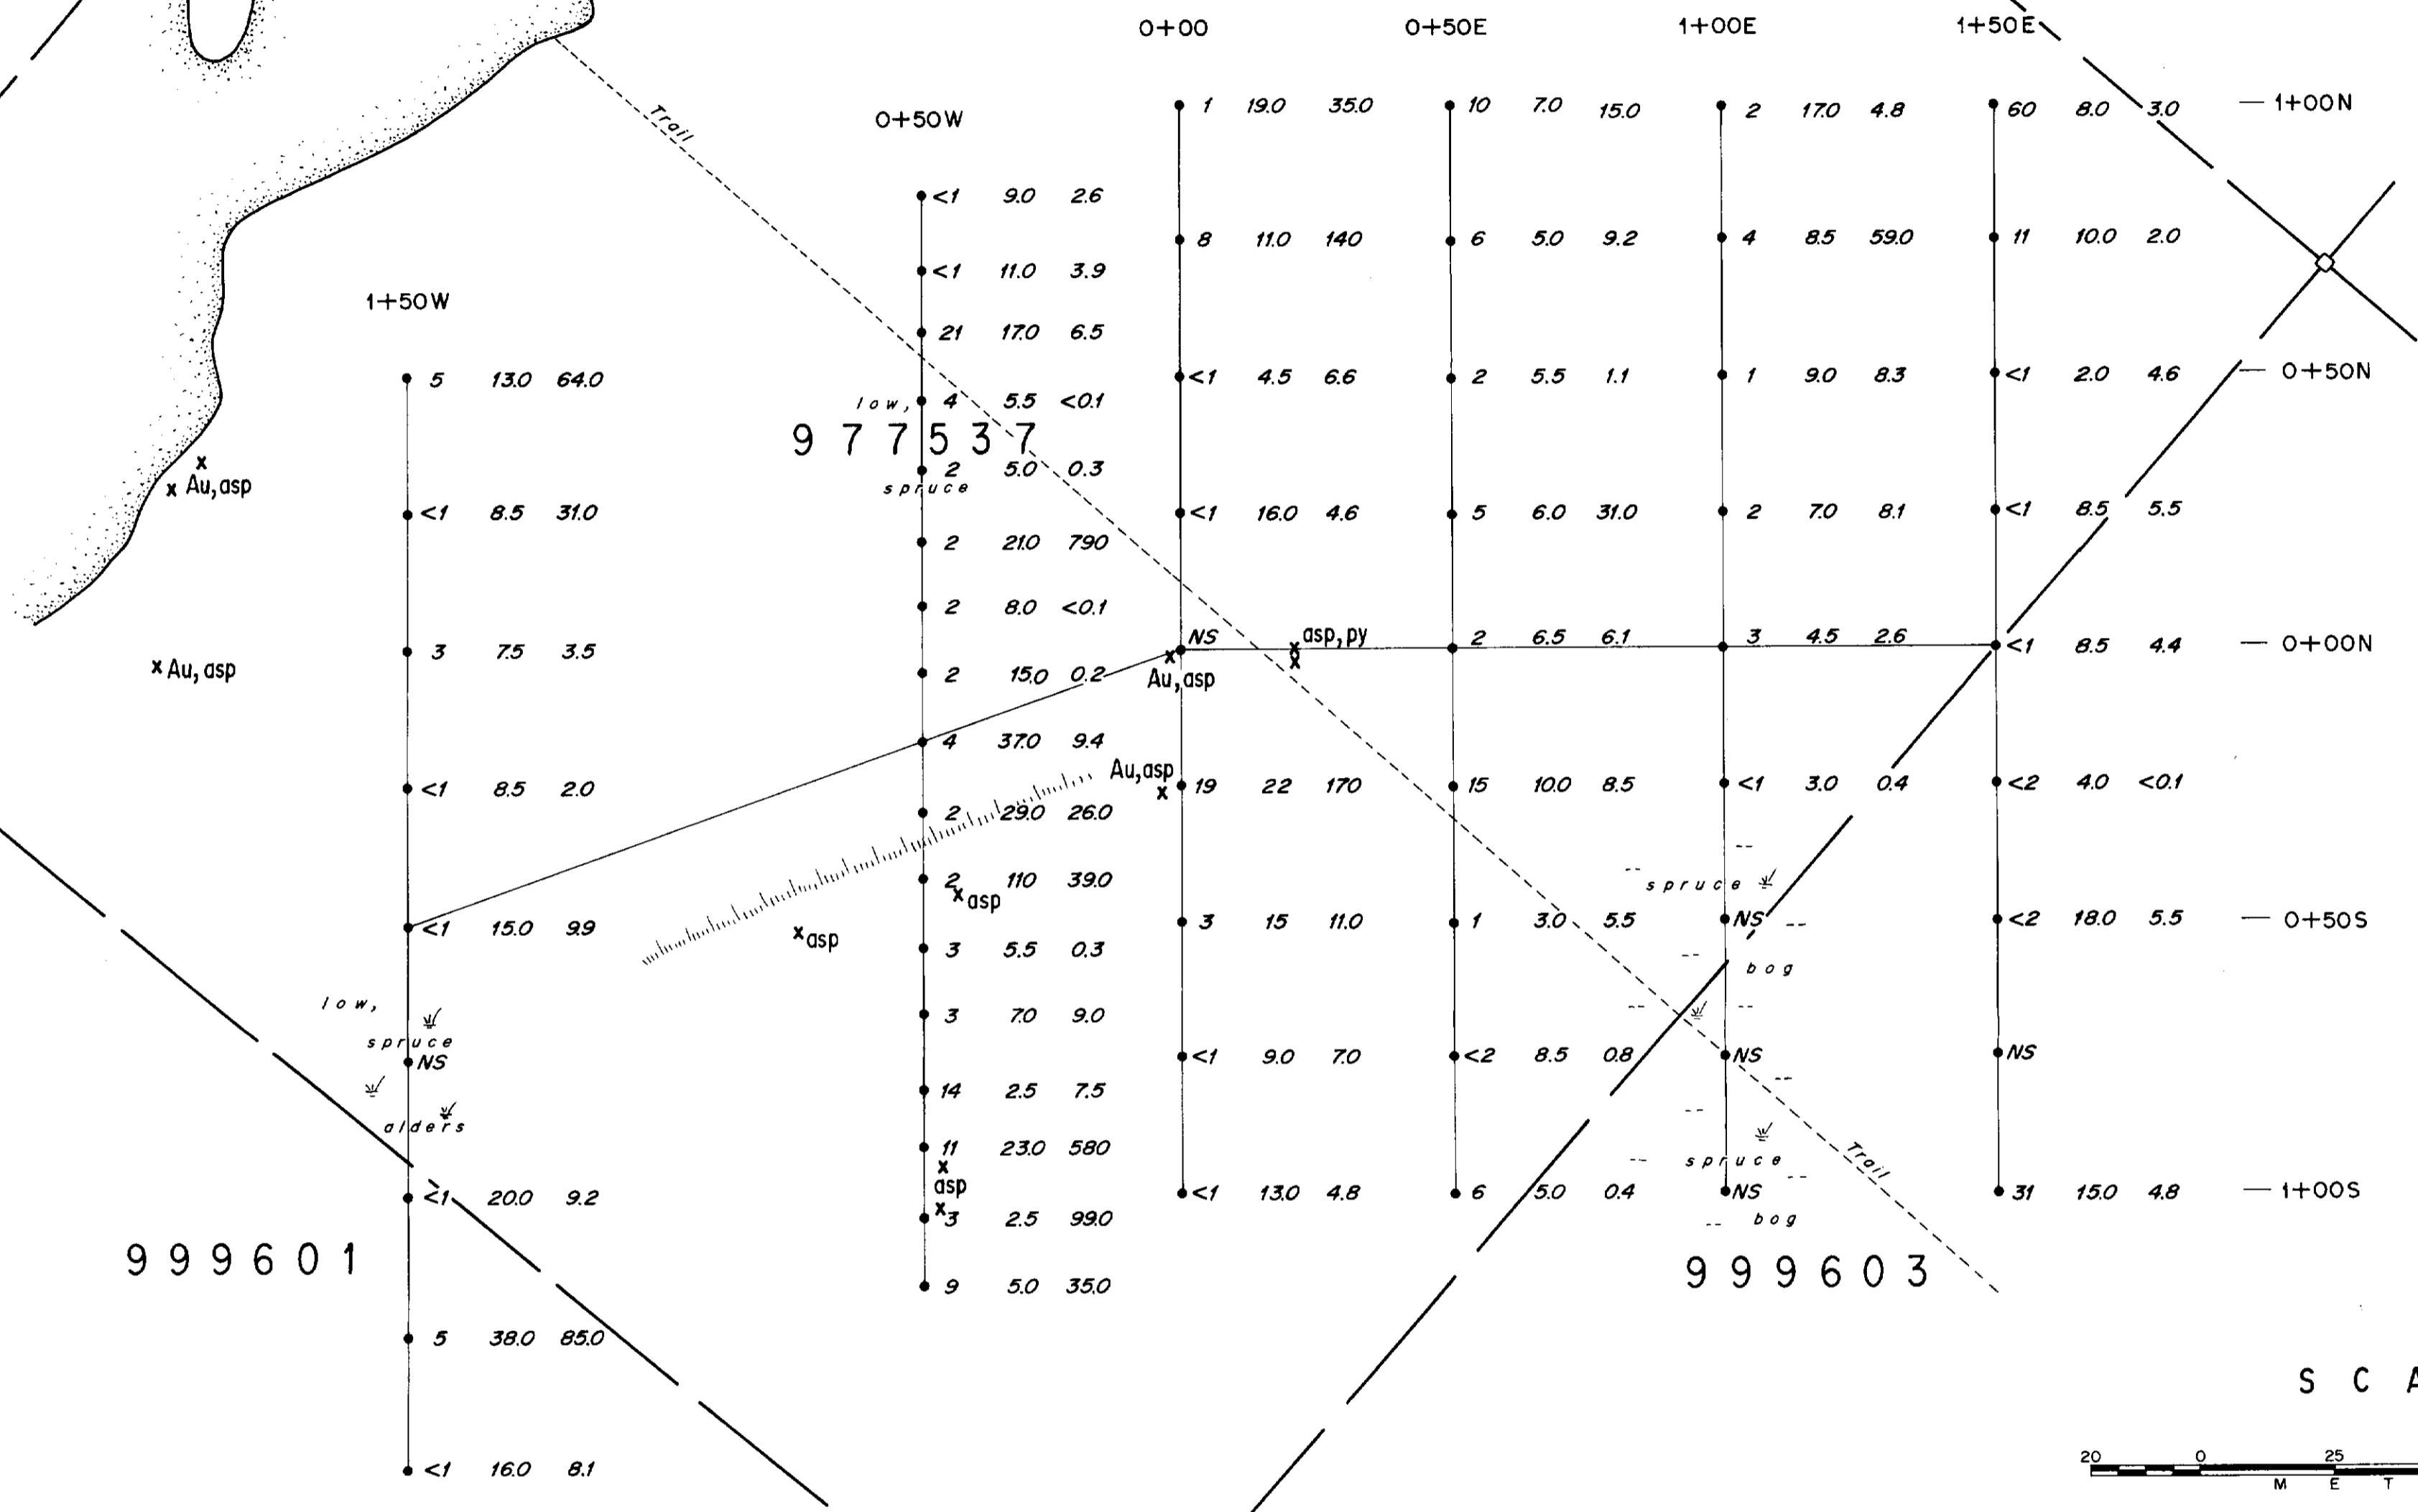 0+00 0+50E 1+00E 1+50E
1 19.0 35.0 10 7.0 15.0 2 17.0 4.8 60 8.0 3.0 1+00N
Trail
0+50W
<1 9.0 2.6
8 11.0 140 6 5.0 9.2 4 8.5 59.0 11 10.0 2.0
<1 11.0 3.9
1+50W
21 17.0 6.5
5 13.0 64.0 <1 4.5 6.6 2 5.5 1.1 1 9.0 8.3 <1 2.0 4.6 0+50N
low, 4 5.5 <0.1
977537
2 5.0 0.3
Au,asp spruce
<1 8.5 31.0 <1 16.0 4.6 5 6.0 31.0 2 7.0 8.1 <1 8.5 5.5
2 21.0 790
2 8.0 <0.1
NS asp,py 2 6.5 6.1 3 4.5 2.6 <1 8.5 4.4 0+00N
3 7.5 3.5
Au,asp 2 15.0 0.2 Au,asp
4 37.0 9.4
Au,asp
<1 8.5 2.0 19 22 170 15 10.0 8.5 <1 3.0 0.4 <2 4.0 <0.1
2 29.0 26.0
2 110 39.0 spruce
asp
<1 15.0 9.9 3 15 11.0 1 3.0 5.5 NS <2 18.0 5.5 0+50S
asp 3 5.5 0.3
bog
low, 3 7.0 9.0
spruce
NS <1 9.0 7.0 <2 8.5 0.8 NS NS
14 2.5 7.5
alders
11 23.0 580 Trail
spruce
asp
<1 20.0 9.2 <1 13.0 4.8 6 5.0 0.4 NS 31 15.0 4.8 1+00S
3 2.5 99.0 bog
999601 999603
9 5.0 35.0
5 38.0 85.0
S C A
20 0 25
<1 16.0 8.1
M E T